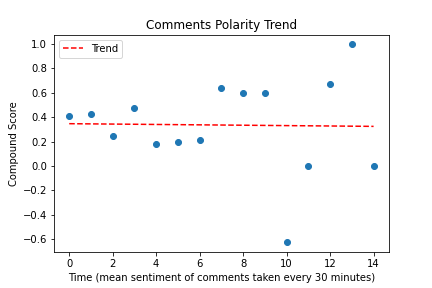 Comments Polarity Trend
Trend
1.0
0.8
0.6
0.4
0.2
0.0
−0.2
−0.4
−0.6
Compound Score
0 2 4 6 8 10 12 14
Time (mean sentiment of comments taken every 30 minutes)